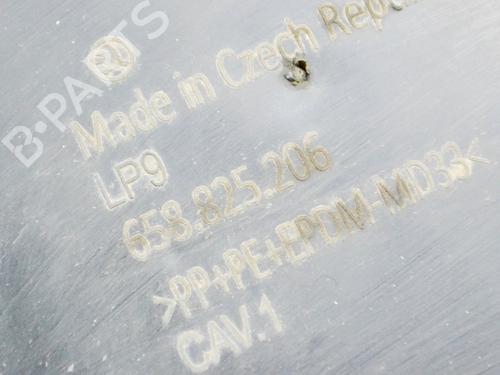 B-PARTS
Made in Czech Repu
LP9
658.825.206
>PP+PE+EPDM-MD33<
CAV.1